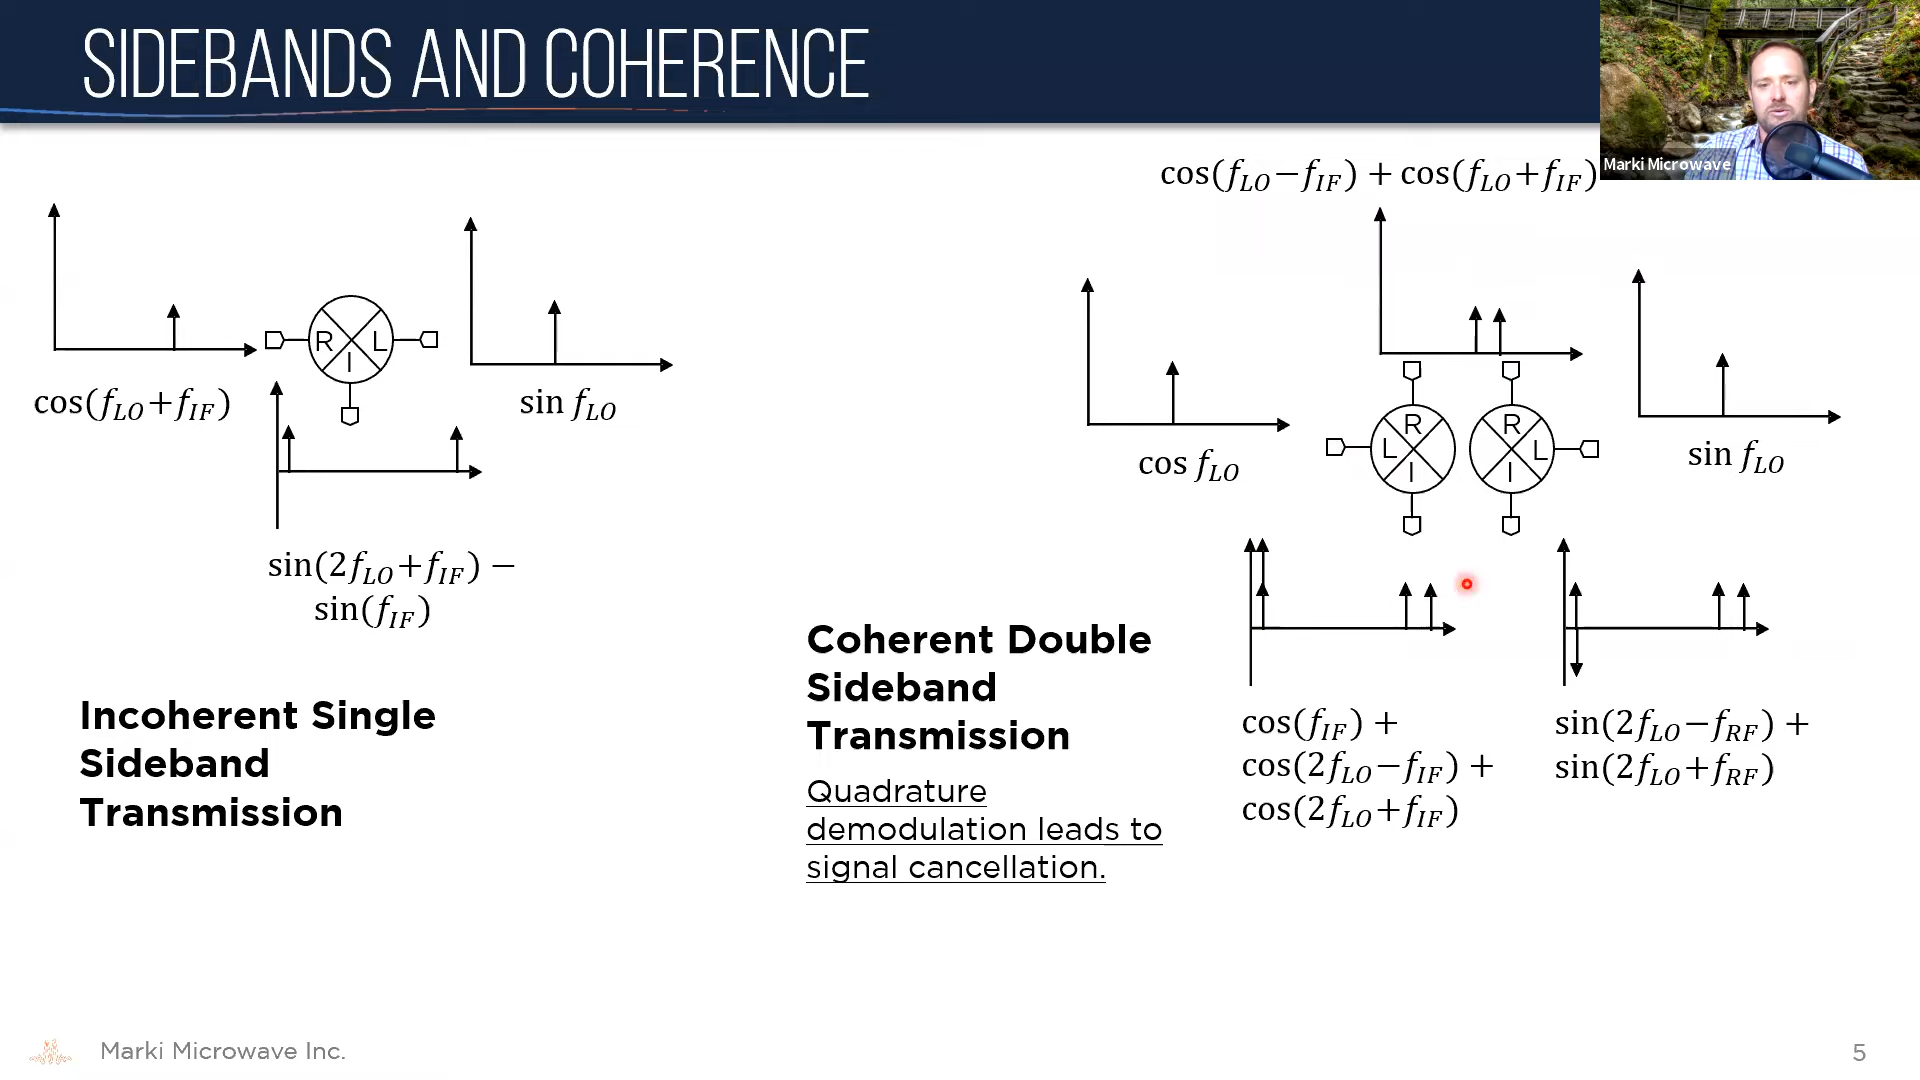 SIDEBANDS AND COHERENCE
Marki Microwave
cos(f_LO−f_IF) + cos(f_LO+f_IF)
R L
I
cos(f_LO+f_IF)
sin f_LO
sin(2f_LO+f_IF) −
sin(f_IF)
Incoherent Single
Sideband
Transmission
cos f_LO
R
L
I
R
L
I
sin f_LO
Coherent Double
Sideband
Transmission
Quadrature
demodulation leads to
signal cancellation.
cos(f_IF) +
cos(2f_LO−f_IF) +
cos(2f_LO+f_IF)
sin(2f_LO−f_RF) +
sin(2f_LO+f_RF)
Marki Microwave Inc.
5